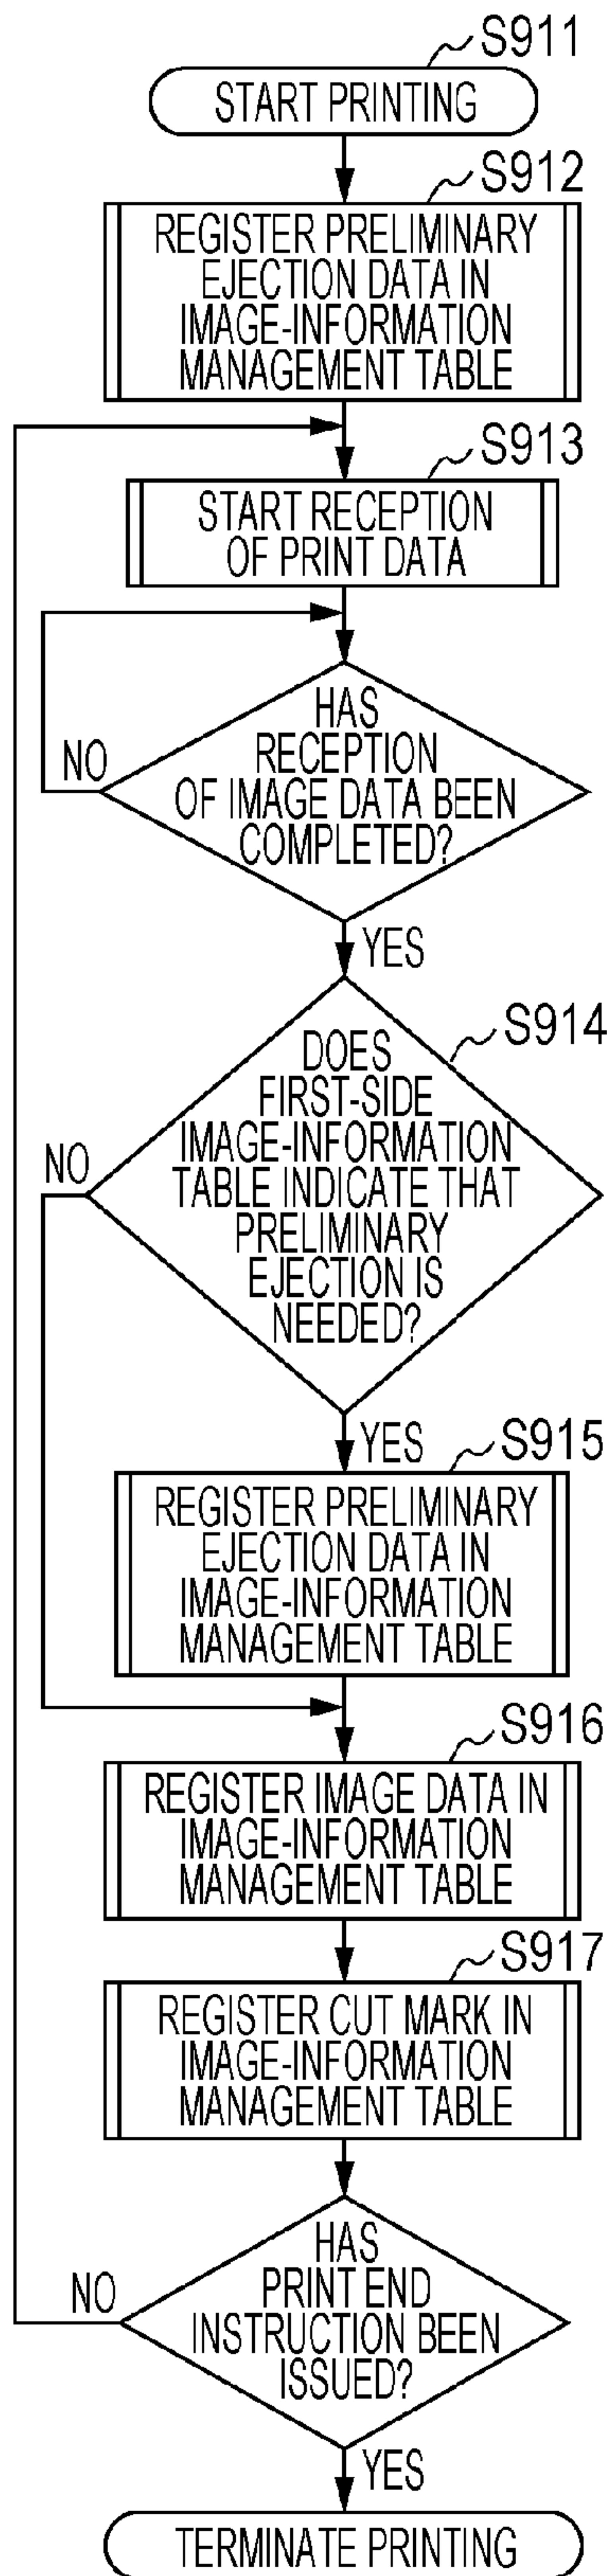 S911
START PRINTING
S912
REGISTER PRELIMINARY
EJECTION DATA IN
IMAGE-INFORMATION
MANAGEMENT TABLE
S913
START RECEPTION
OF PRINT DATA
HAS
RECEPTION
OF IMAGE DATA BEEN
COMPLETED?
NO
YES
S914
DOES
FIRST-SIDE
IMAGE-INFORMATION
TABLE INDICATE THAT
PRELIMINARY
EJECTION IS
NEEDED?
NO
YES
S915
REGISTER PRELIMINARY
EJECTION DATA IN
IMAGE-INFORMATION
MANAGEMENT TABLE
S916
REGISTER IMAGE DATA IN
IMAGE-INFORMATION
MANAGEMENT TABLE
S917
REGISTER CUT MARK IN
IMAGE-INFORMATION
MANAGEMENT TABLE
HAS
PRINT END
INSTRUCTION BEEN
ISSUED?
NO
YES
TERMINATE PRINTING